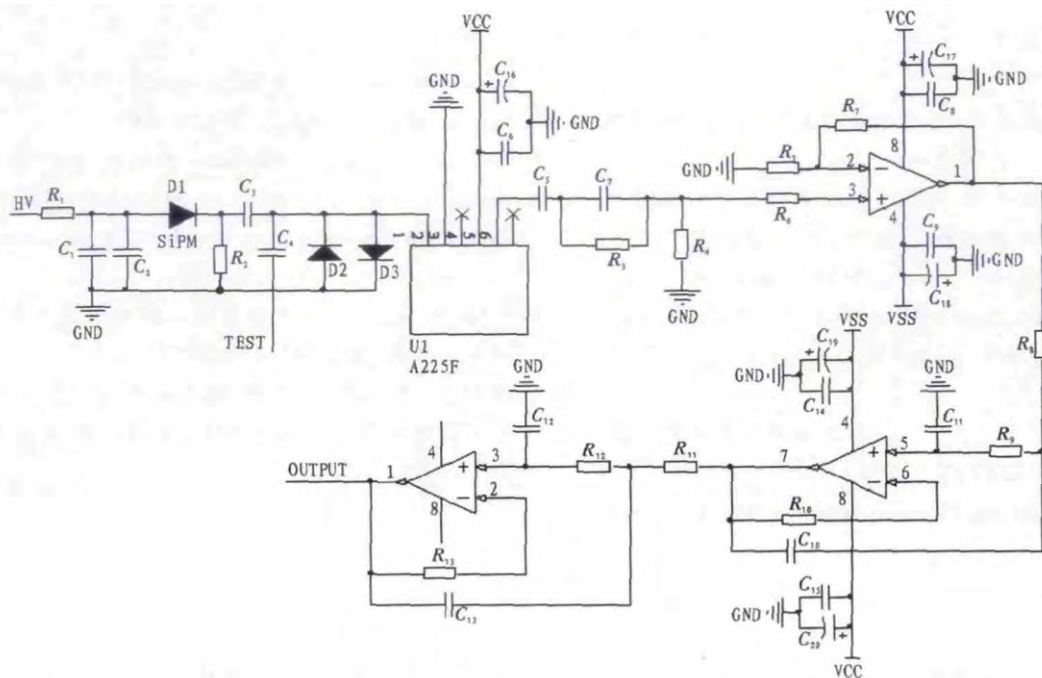 VCC
VCC
GND
C₁₆
GND
C₆
C₁₇
GND
C₈
R₇
GND
R₅
8
2
1
3
4
R₆
HV
R₁
D1
C₃
SiPM
C₁
C₂
R₂
C₄
D2
D3
1
2
3
4
5
6
C₅
C₇
R₃
R₄
C₉
GND
C₁₈
GND
TEST
U1
A225F
GND
VSS
VSS
GND
C₁₉
C₁₄
4
GND
C₁₁
R₈
GND
C₁₂
OUTPUT
1
4
3
2
8
R₁₂
R₁₁
7
5
6
8
R₉
R₁₀
C₁₀
R₁₃
C₁₃
GND
C₁₅
C₂₀
VCC